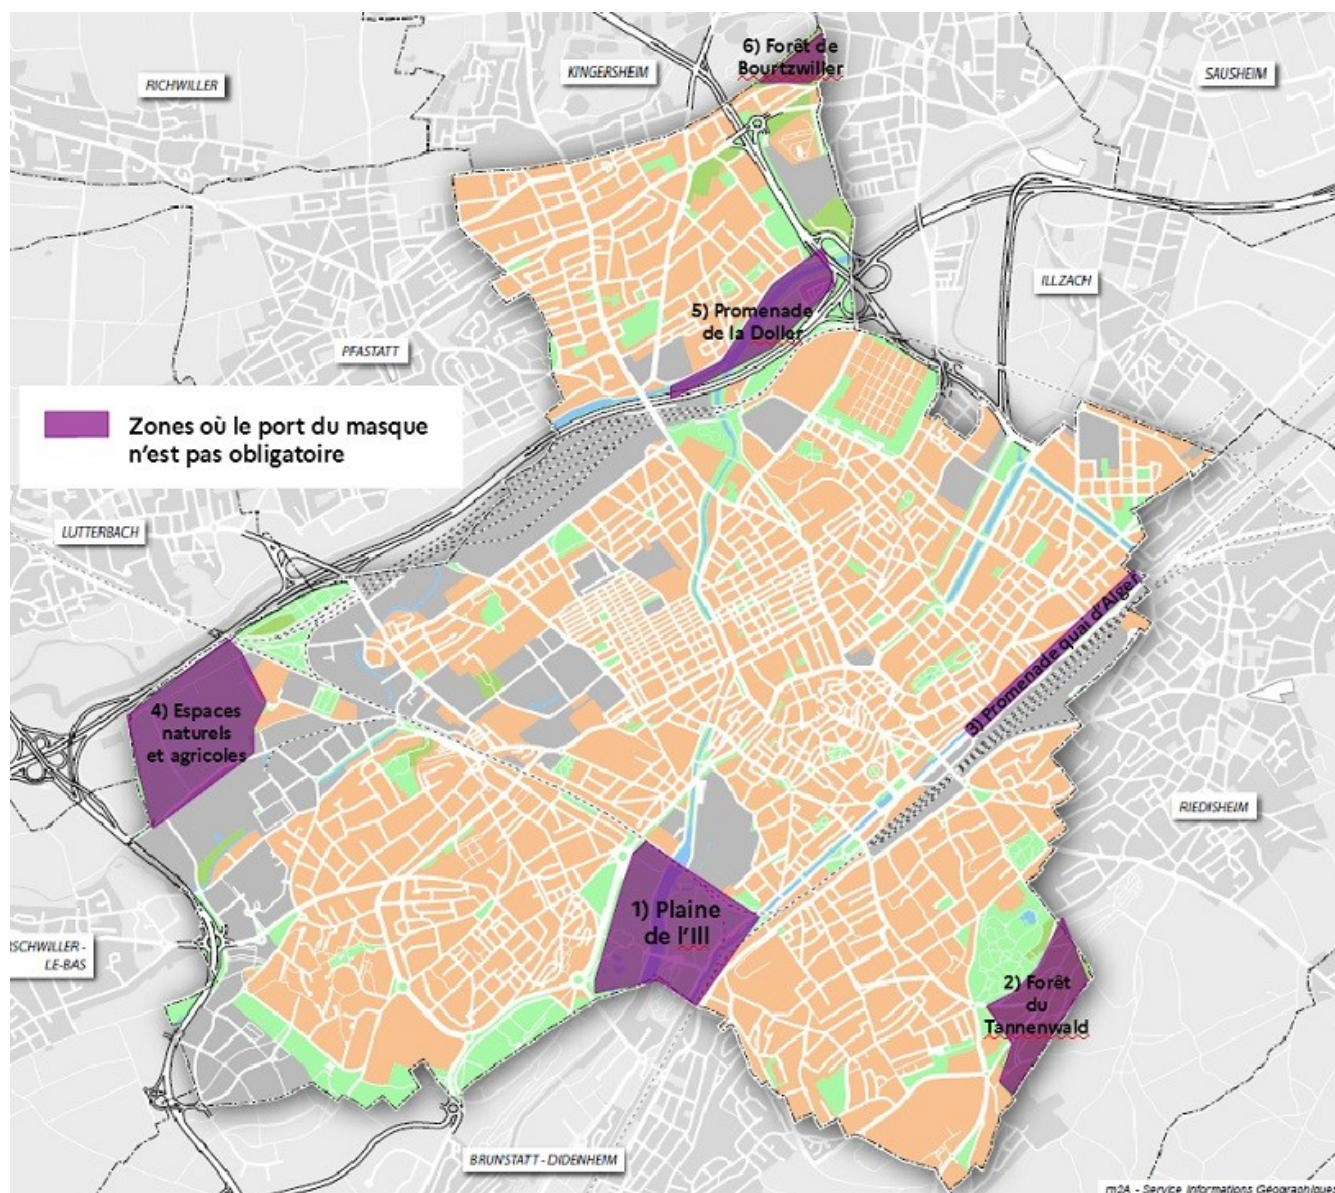 6) Forêt de
Bourtzwiller
RICHWILLER
KINGERSHEIM
SAUSHEIM
ILLZACH
5) Promenade
de la Doller
PFASTATT
Zones où le port du masque
n'est pas obligatoire
LUTTERBACH
3) Promenade quai d'Alger
4) Espaces
naturels
et agricoles
RIEDISHEIM
1) Plaine
de l'Ill
RSCHWILLER -
LE-BAS
2) Forêt
du
Tannenwald
BRUNSTATT - DIDENHEIM
m2A - Service Informations Géographiques